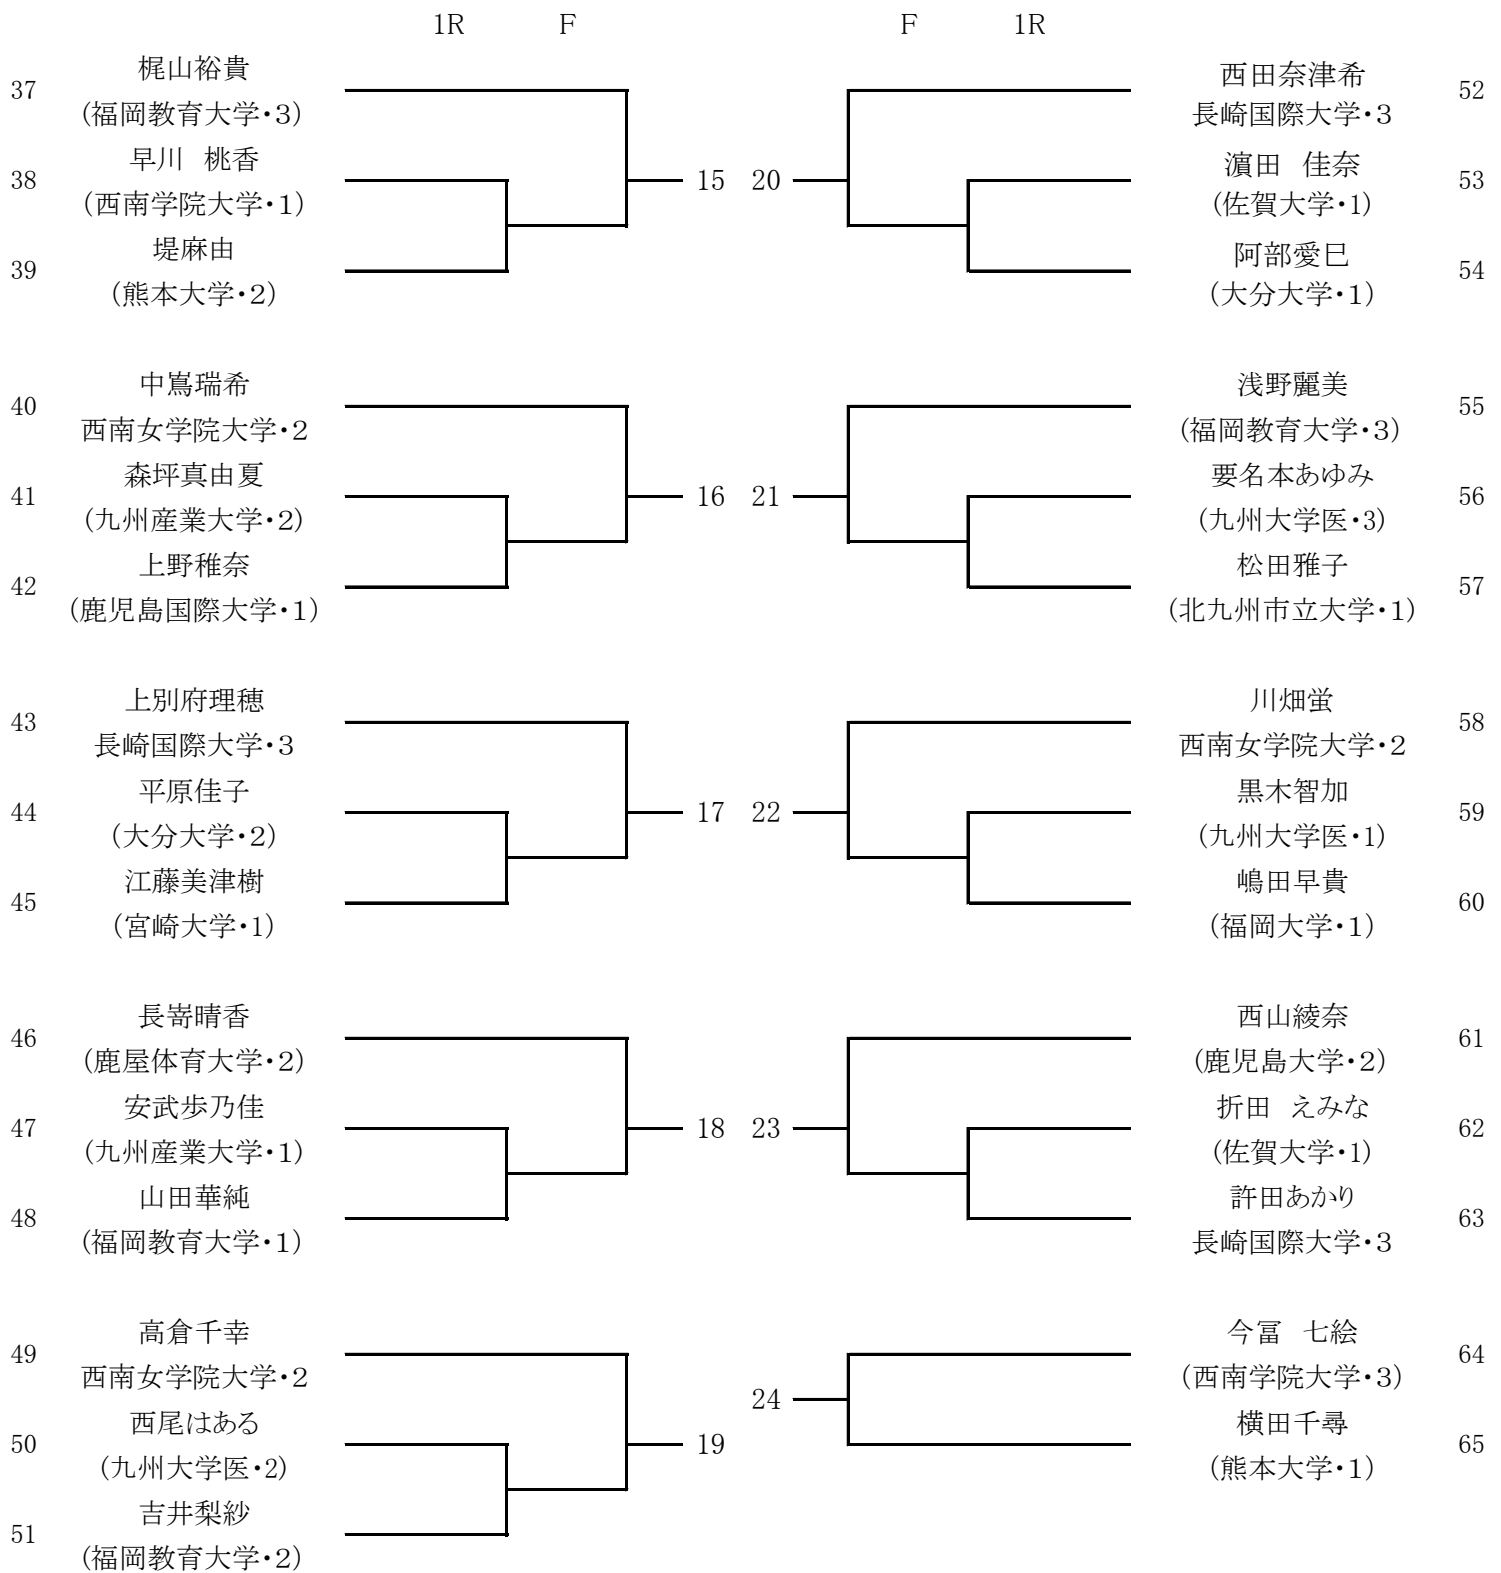 1R F
37
梶山裕貴
(福岡教育大学・3)
38
早川 桃香
(西南学院大学・1)
39
堤麻由
(熊本大学・2)
15
40
中嶌瑞希
西南女学院大学・2
41
森坪真由夏
(九州産業大学・2)
42
上野稚奈
(鹿児島国際大学・1)
16
43
上別府理穂
長崎国際大学・3
44
平原佳子
(大分大学・2)
45
江藤美津樹
(宮崎大学・1)
17
46
長嵜晴香
(鹿屋体育大学・2)
47
安武歩乃佳
(九州産業大学・1)
48
山田華純
(福岡教育大学・1)
18
49
高倉千幸
西南女学院大学・2
50
西尾はある
(九州大学医・2)
51
吉井梨紗
(福岡教育大学・2)
19
F 1R
20
西田奈津希
長崎国際大学・3
52
濵田 佳奈
(佐賀大学・1)
53
阿部愛巳
(大分大学・1)
54
21
浅野麗美
(福岡教育大学・3)
55
要名本あゆみ
(九州大学医・3)
56
松田雅子
(北九州市立大学・1)
57
22
川畑蛍
西南女学院大学・2
58
黒木智加
(九州大学医・1)
59
嶋田早貴
(福岡大学・1)
60
23
西山綾奈
(鹿児島大学・2)
61
折田 えみな
(佐賀大学・1)
62
許田あかり
長崎国際大学・3
63
24
今冨 七絵
(西南学院大学・3)
64
横田千尋
(熊本大学・1)
65